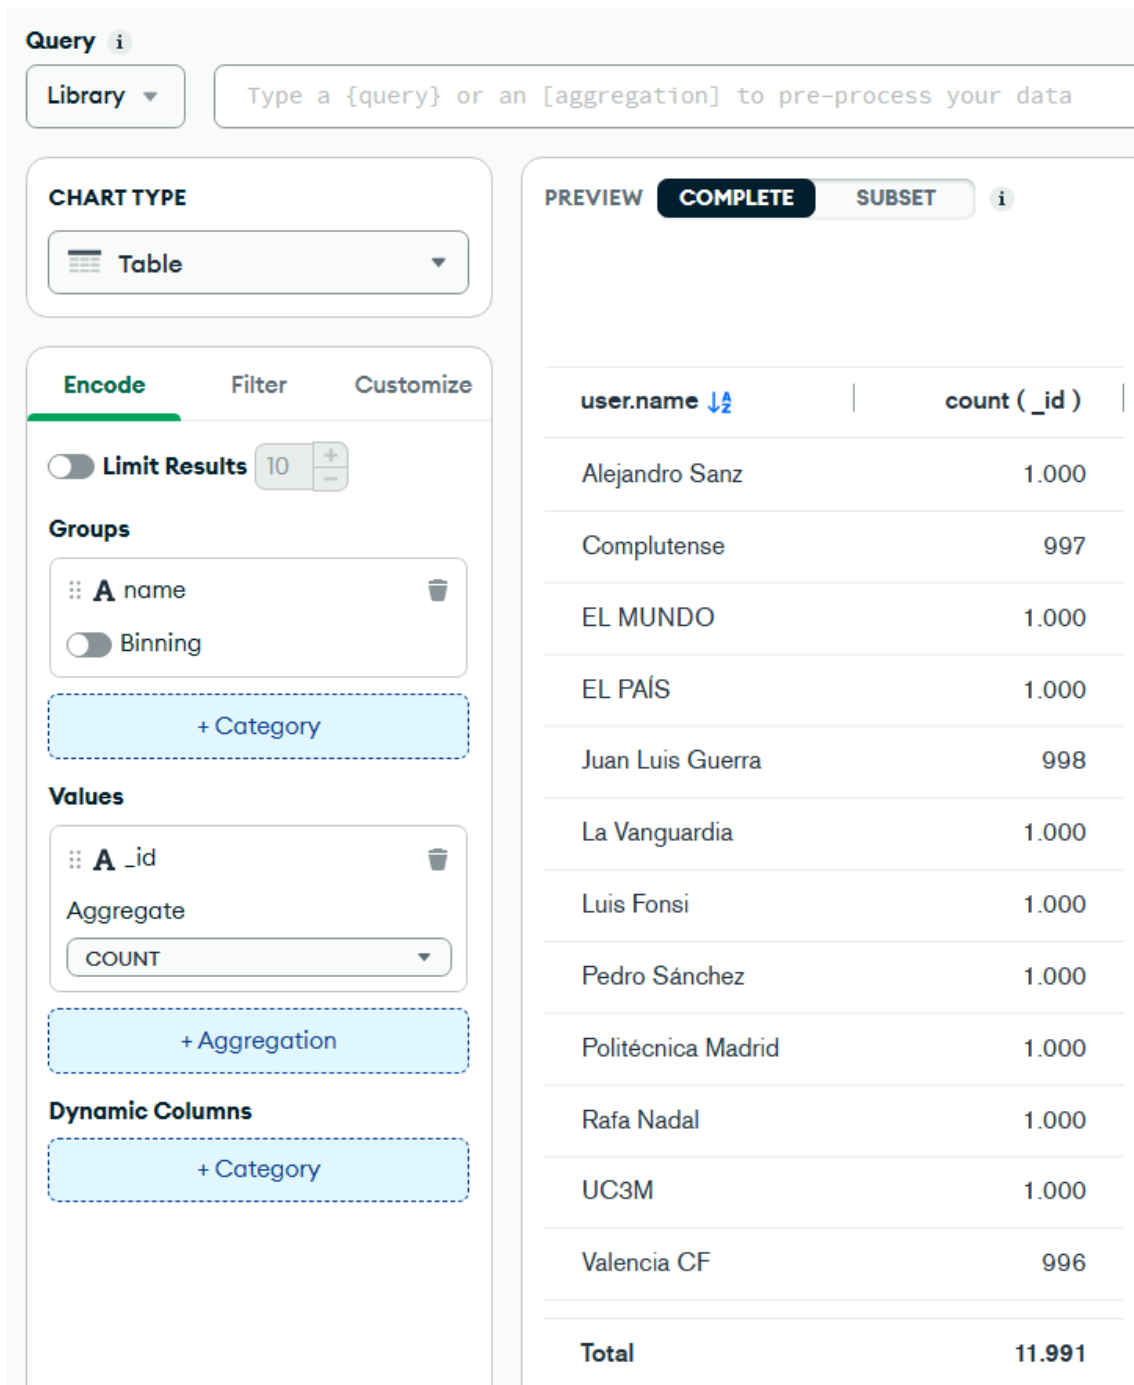 Query i
Library
Type a {query} or an [aggregation] to pre-process your data
CHART TYPE
Table
Encode Filter Customize
Limit Results 10
Groups
A name
Binning
+ Category
Values
A _id
Aggregate
COUNT
+ Aggregation
Dynamic Columns
+ Category
PREVIEW COMPLETE SUBSET i
user.name AZ count ( _id )
Alejandro Sanz 1.000
Complutense 997
EL MUNDO 1.000
EL PAÍS 1.000
Juan Luis Guerra 998
La Vanguardia 1.000
Luis Fonsi 1.000
Pedro Sánchez 1.000
Politécnica Madrid 1.000
Rafa Nadal 1.000
UC3M 1.000
Valencia CF 996
Total 11.991